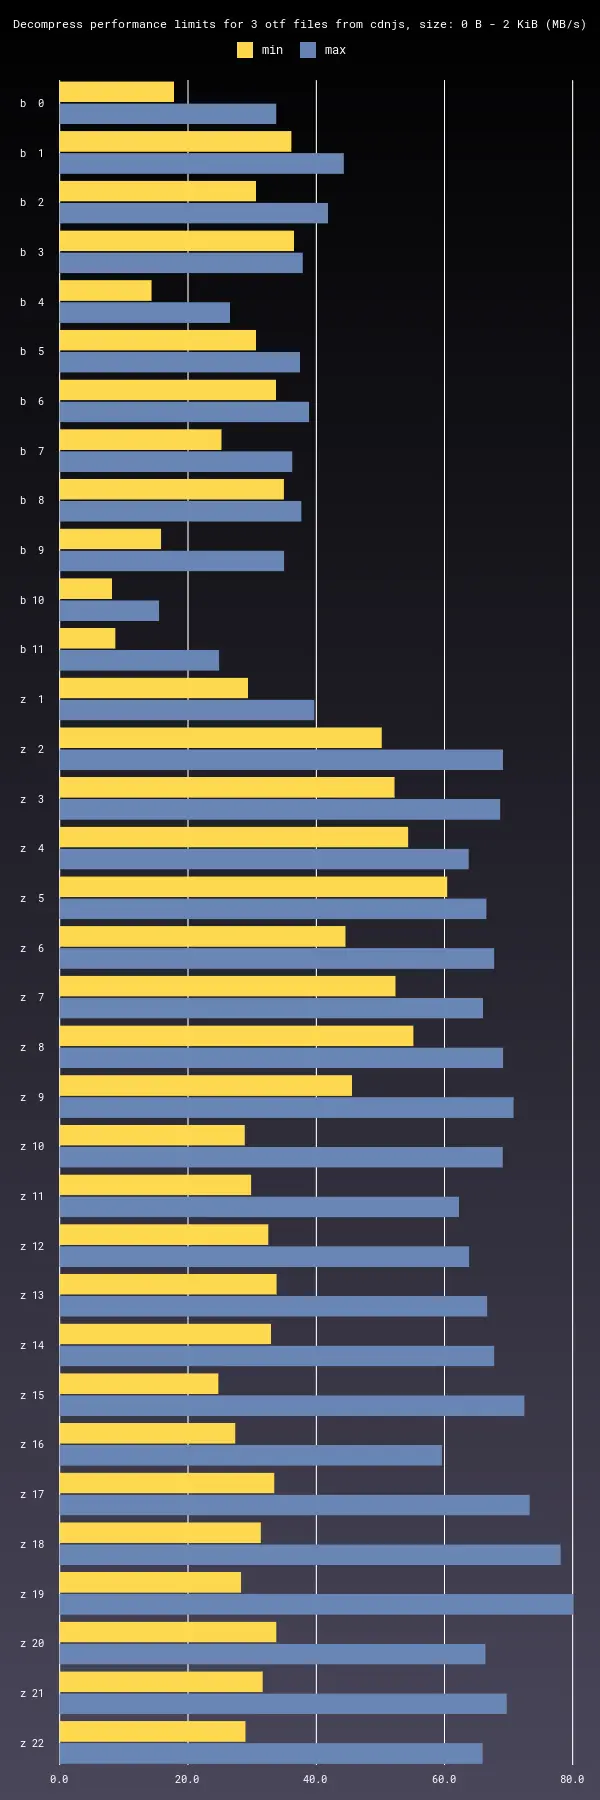 Decompress performance limits for 3 otf files from cdnjs, size: 0 B - 2 KiB (MB/s)
min max
b 0
b 1
b 2
b 3
b 4
b 5
b 6
b 7
b 8
b 9
b 10
b 11
z 1
z 2
z 3
z 4
z 5
z 6
z 7
z 8
z 9
z 10
z 11
z 12
z 13
z 14
z 15
z 16
z 17
z 18
z 19
z 20
z 21
z 22
0.0 20.0 40.0 60.0 80.0